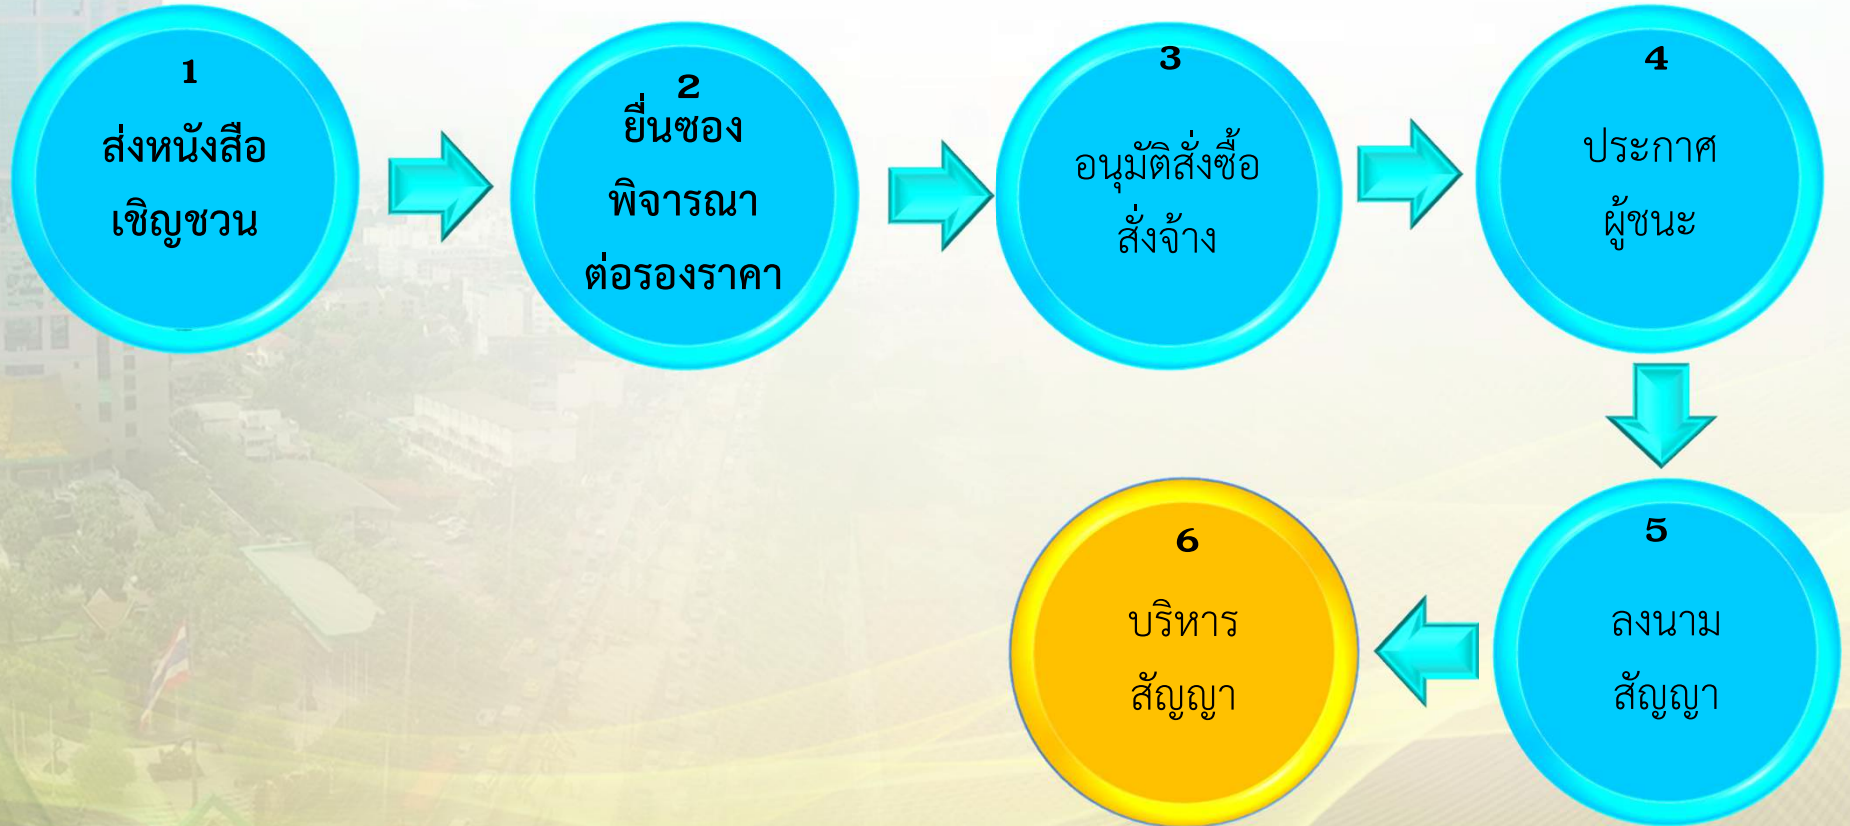 1
ส่งหนังสือ
เชิญชวน
2
ยื่นซอง
พิจารณา
ต่อรองราคา
3
อนุมัติสั่งซื้อ
สั่งจ้าง
4
ประกาศ
ผู้ชนะ
5
ลงนาม
สัญญา
6
บริหาร
สัญญา